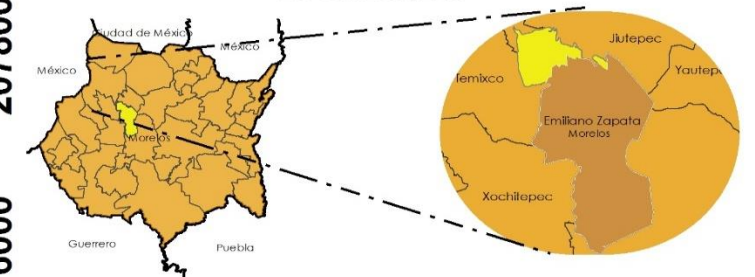 Ciudad de México
México
México
Morelos
Guerrero
Puebla
Jiutepec
Temixco
Emiliano Zapata
Morelos
Xochitepec